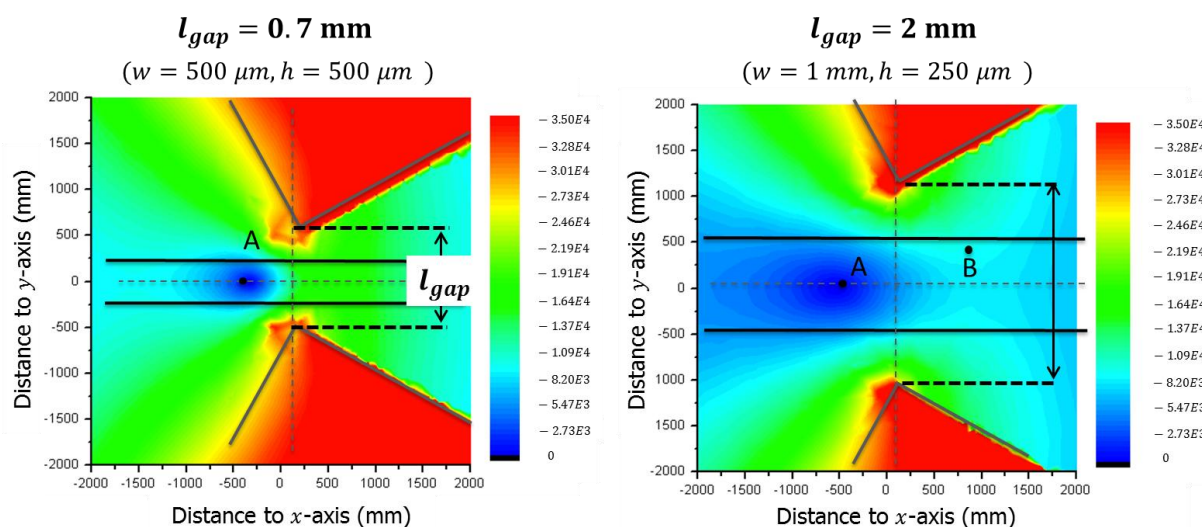 l_gap = 0.7 mm
(w = 500 μm, h = 500 μm )
2000
1500
1000
500
0
-500
-1000
-1500
-2000
Distance to y-axis (mm)
A
l_gap
-2000
-1500
-1000
-500
0
500
1000
1500
2000
Distance to x-axis (mm)
− 3.50E4
− 3.28E4
− 3.01E4
− 2.73E4
− 2.46E4
− 2.19E4
− 1.91E4
− 1.64E4
− 1.37E4
− 1.09E4
− 8.20E3
− 5.47E3
− 2.73E3
0
l_gap = 2 mm
(w = 1 mm, h = 250 μm )
2000
1500
1000
500
0
-500
-1000
-1500
-2000
Distance to y-axis (mm)
A
B
-2000
-1500
-1000
-500
0
500
1000
1500
2000
Distance to x-axis (mm)
− 3.50E4
− 3.28E4
− 3.01E4
− 2.73E4
− 2.46E4
− 2.19E4
− 1.91E4
− 1.64E4
− 1.37E4
− 1.09E4
− 8.20E3
− 5.47E3
− 2.73E3
0